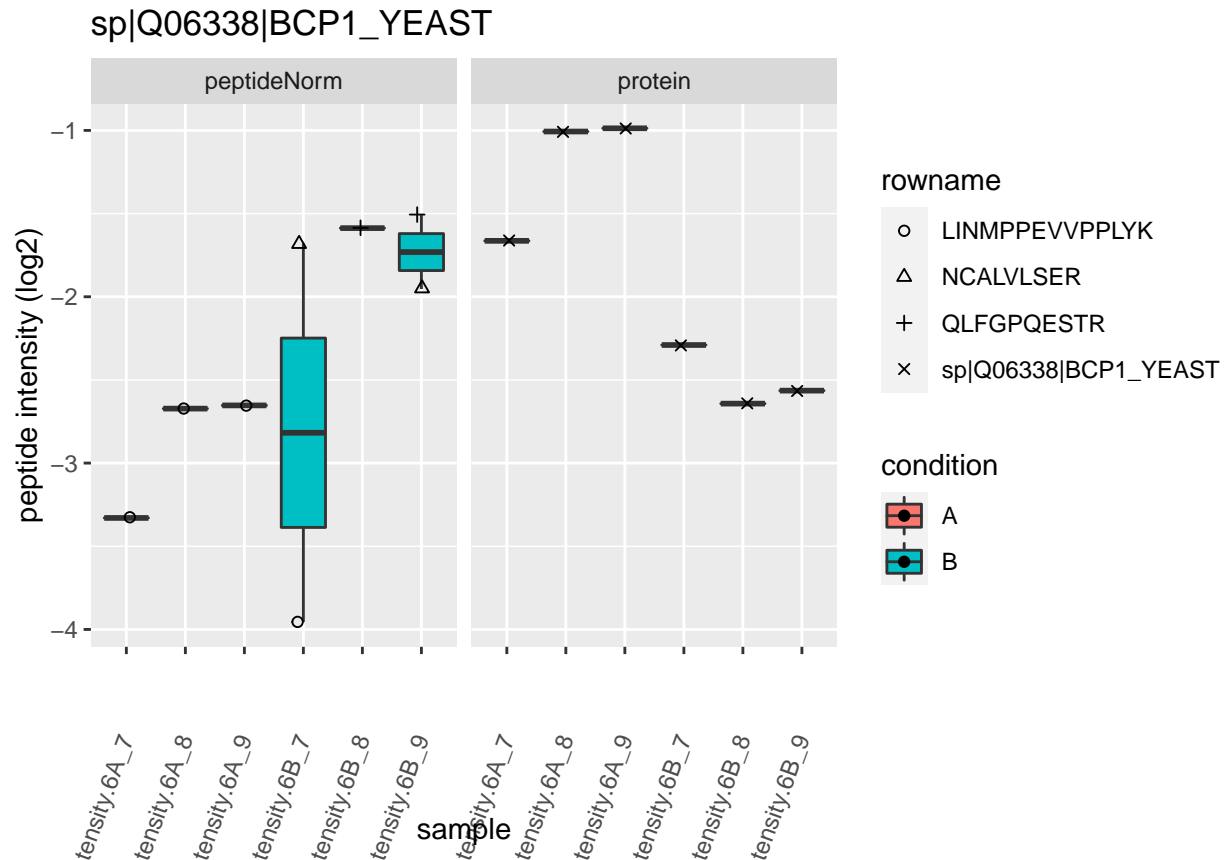 sp|Q06338|BCP1_YEAST
peptideNorm
protein
peptide intensity (log2)
−1
−2
−3
−4
tensity.6A_7
tensity.6A_8
tensity.6A_9
tensity.6B_7
tensity.6B_8
tensity.6B_9
tensity.6A_7
tensity.6A_8
tensity.6A_9
tensity.6B_7
tensity.6B_8
tensity.6B_9
sample
rowname
LINMPPEVVPPLYK
NCALVLSER
QLFGPQESTR
sp|Q06338|BCP1_YEAST
condition
A
B